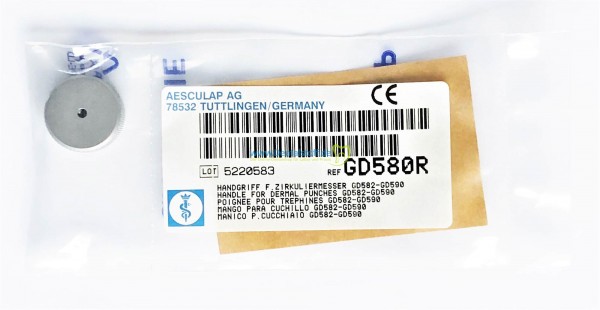 AESCULAP AG
78532 TUTTLINGEN/GERMANY
CE
LOT 5220583
REF GD580R
HANDGRIFF F.ZIRKULIERMESSER GD582-GD590
HANDLE FOR DERMAL PUNCHES GD582-GD590
POIGNEE POUR TREPHINES GD582-GD590
MANGO PARA CUCHILLO GD582-GD590
MANICO P.CUCCHIAIO GD582-GD590